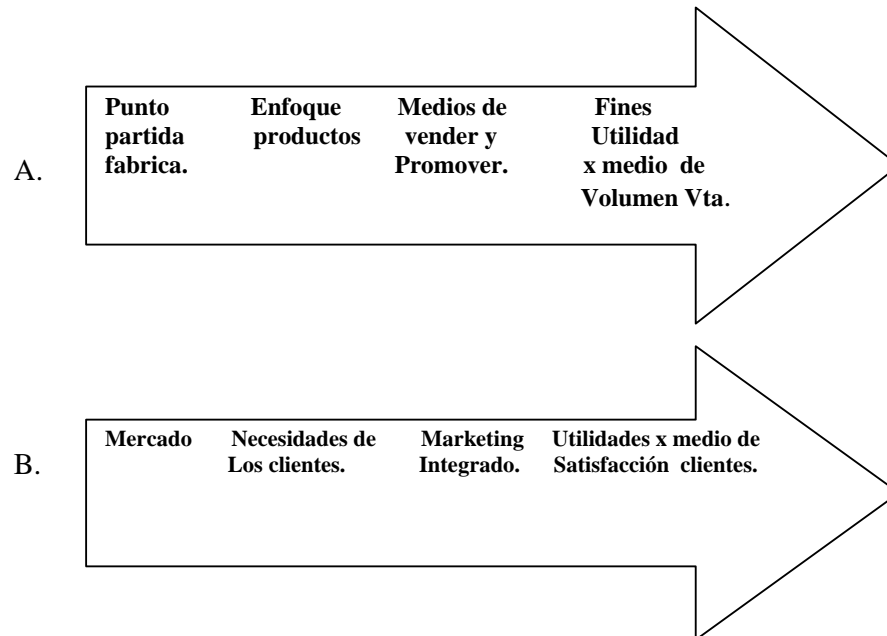 Punto Enfoque Medios de Fines
partida productos vender y Utilidad
A. fabrica. Promover. x medio de
Volumen Vta.
Mercado Necesidades de Marketing Utilidades x medio de
B. Los clientes. Integrado. Satisfacción clientes.